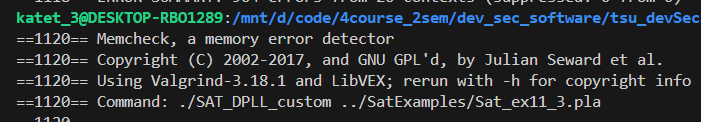 katet_3@DESKTOP-RBO1289:/mnt/d/code/4course_2sem/dev_sec_software/tsu_devSec
==1120== Memcheck, a memory error detector
==1120== Copyright (C) 2002-2017, and GNU GPL'd, by Julian Seward et al.
==1120== Using Valgrind-3.18.1 and LibVEX; rerun with -h for copyright info
==1120== Command: ./SAT_DPLL_custom ../SatExamples/Sat_ex11_3.pla